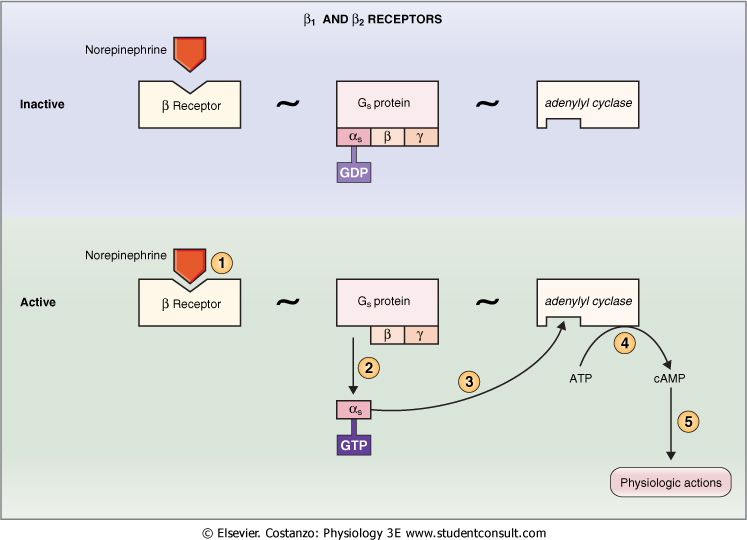 β₁ AND β₂ RECEPTORS
Norepinephrine
Inactive
β Receptor
~
Gₛ protein
~
adenylyl cyclase
αₛ
β
γ
GDP
Norepinephrine
1
Active
β Receptor
~
Gₛ protein
~
adenylyl cyclase
β
γ
2
3
4
ATP
cAMP
αₛ
GTP
5
Physiologic actions
© Elsevier. Costanzo: Physiology 3E www.studentconsult.com